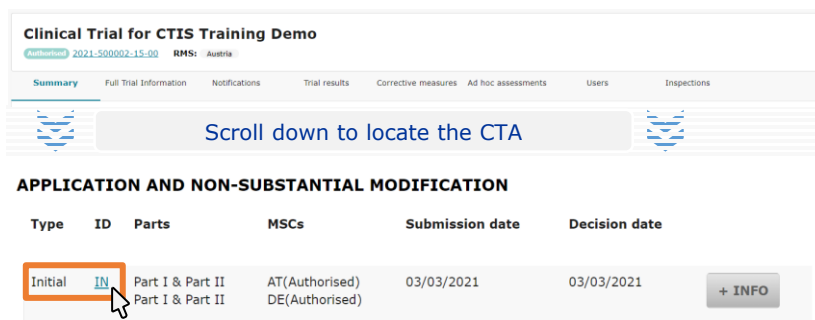 Clinical Trial for CTIS Training Demo
Authorised 2021-500002-15-00 RMS: Austria
Summary Full Trial Information Notifications Trial results Corrective measures Ad hoc assessments Users Inspections
Scroll down to locate the CTA
APPLICATION AND NON-SUBSTANTIAL MODIFICATION
Type ID Parts MSCs Submission date Decision date
Initial IN Part I & Part II AT(Authorised) 03/03/2021 03/03/2021 + INFO
Part I & Part II DE(Authorised)